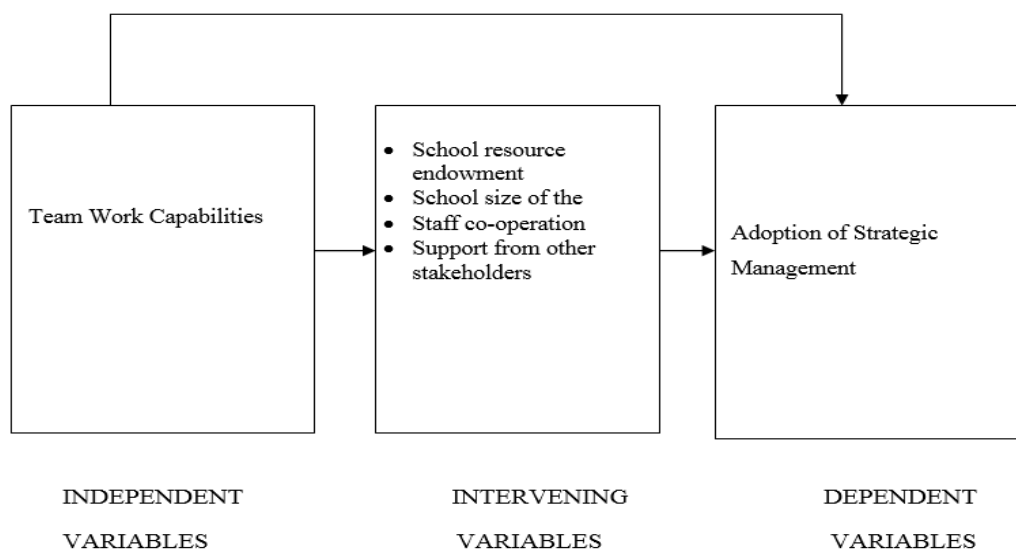 Team Work Capabilities
• School resource
endowment
• School size of the
• Staff co-operation
• Support from other
stakeholders
Adoption of Strategic
Management
INDEPENDENT
VARIABLES
INTERVENING
VARIABLES
DEPENDENT
VARIABLES